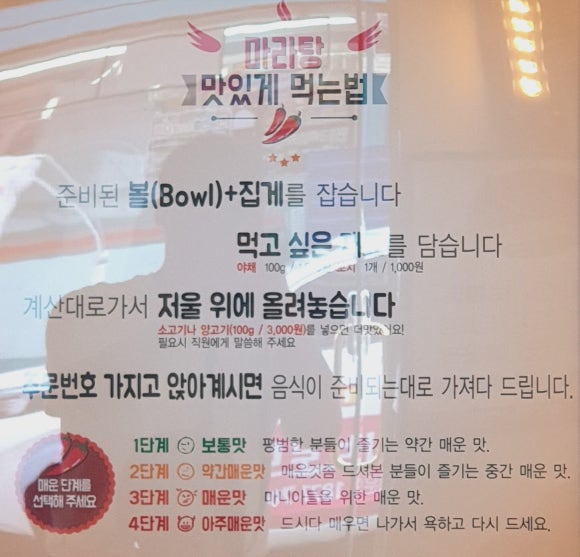 마라탕
맛있게 먹는법
준비된 볼(Bowl)+집게를 잡습니다
먹고 싶은 를 담습니다
야채 100g / 꼬치 1개 / 1,000원
계산대로가서 저울 위에 올려놓습니다
소고기나 양고기(100g / 3,000원)를 넣으면 더맛있어요!
필요시 직원에게 말씀해 주세요
주문번호 가지고 앉아계시면 음식이 준비되는대로 가져다 드립니다.
매운 단계를
선택해 주세요
1단계 보통맛 평범한 분들이 즐기는 약간 매운 맛.
2단계 약간매운맛 매운것좀 드셔본 분들이 즐기는 중간 매운 맛.
3단계 매운맛 마니아들을 위한 매운 맛.
4단계 아주매운맛 드시다 매우면 나가서 욕하고 다시 드세요.